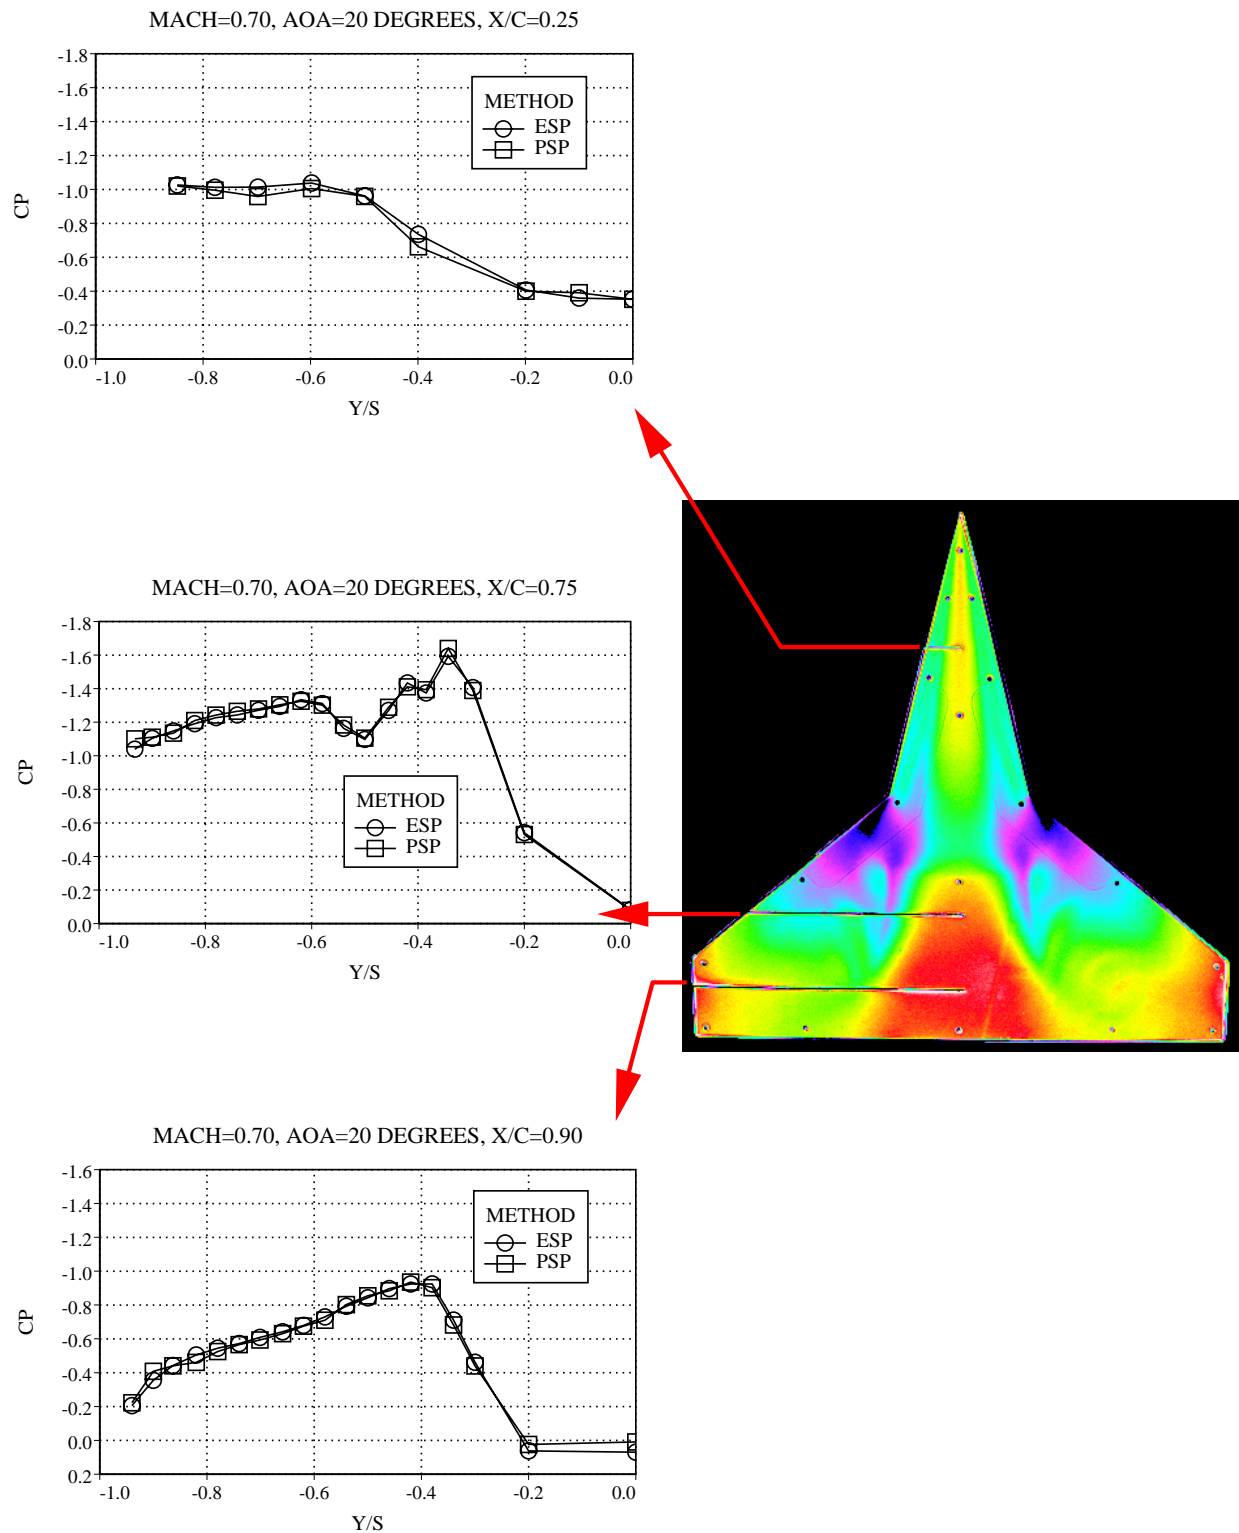 MACH=0.70, AOA=20 DEGREES, X/C=0.25
-1.8
-1.6
-1.4
-1.2
-1.0
-0.8
-0.6
-0.4
-0.2
0.0
CP
METHOD
ESP
PSP
-1.0 -0.8 -0.6 -0.4 -0.2 0.0
Y/S
MACH=0.70, AOA=20 DEGREES, X/C=0.75
-1.8
-1.6
-1.4
-1.2
-1.0
-0.8
-0.6
-0.4
-0.2
0.0
CP
METHOD
ESP
PSP
-1.0 -0.8 -0.6 -0.4 -0.2 0.0
Y/S
MACH=0.70, AOA=20 DEGREES, X/C=0.90
-1.6
-1.4
-1.2
-1.0
-0.8
-0.6
-0.4
-0.2
0.0
0.2
CP
METHOD
ESP
PSP
-1.0 -0.8 -0.6 -0.4 -0.2 0.0
Y/S